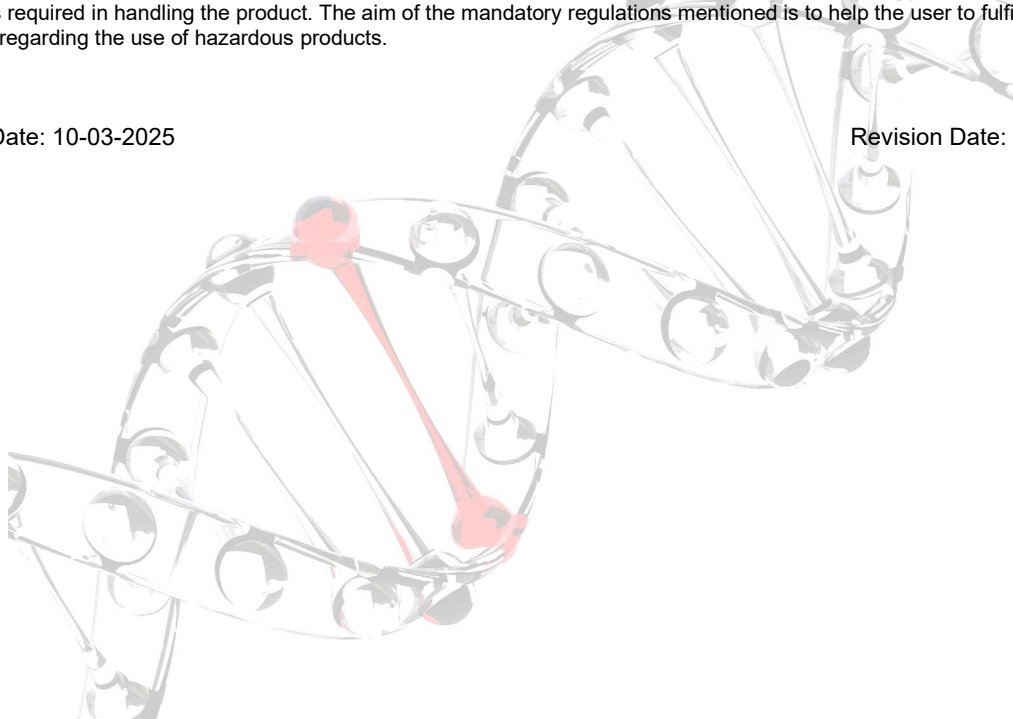 required in handling the product. The aim of the mandatory regulations mentioned is to help the user to
regarding the use of hazardous products.
Date: 10-03-2025 Revision Date: